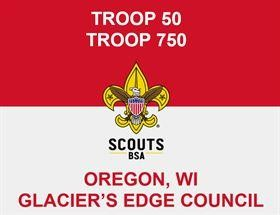 TROOP 50
TROOP 750
SCOUTS
BSA
OREGON, WI
GLACIER'S EDGE COUNCIL